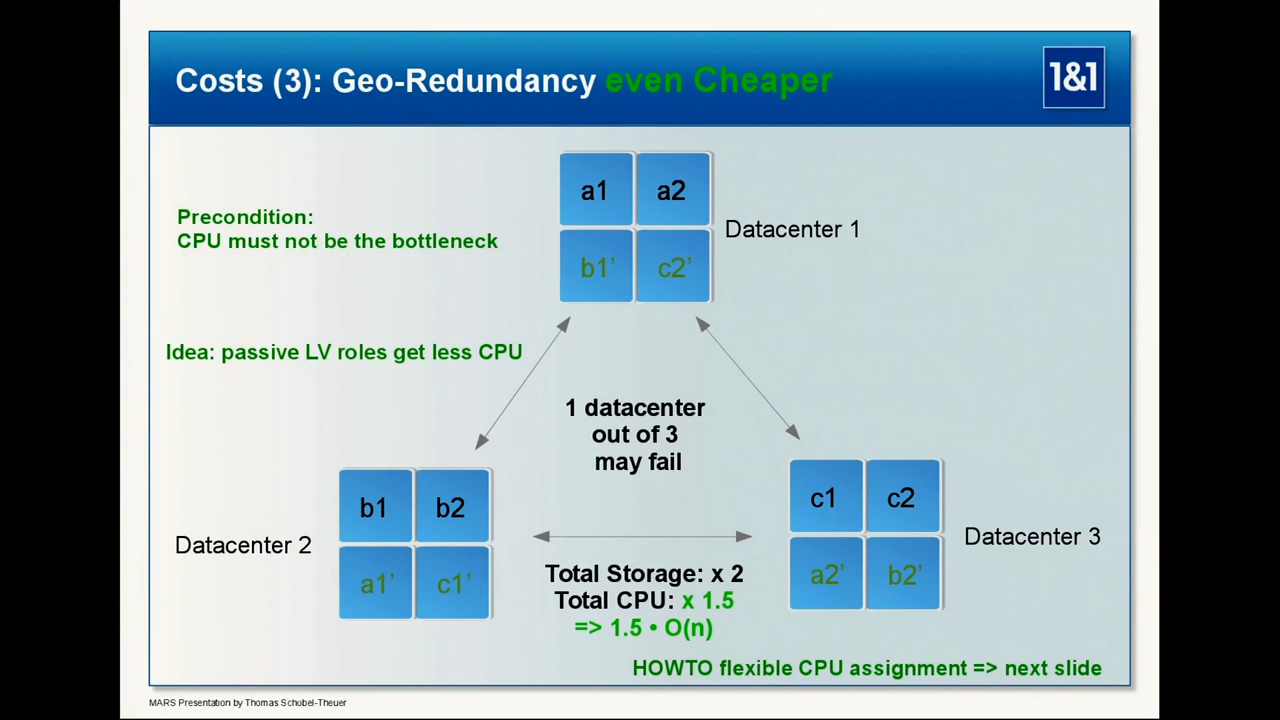 Costs (3): Geo-Redundancy even Cheaper
1&1
a1 a2
b1’ c2’
Datacenter 1
Precondition:
CPU must not be the bottleneck
Idea: passive LV roles get less CPU
1 datacenter
out of 3
may fail
b1 b2
a1’ c1’
Datacenter 2
c1 c2
a2’ b2’
Datacenter 3
Total Storage: x 2
Total CPU: x 1.5
=> 1.5 • O(n)
HOWTO flexible CPU assignment => next slide
MARS Presentation by Thomas Schöbel-Theuer